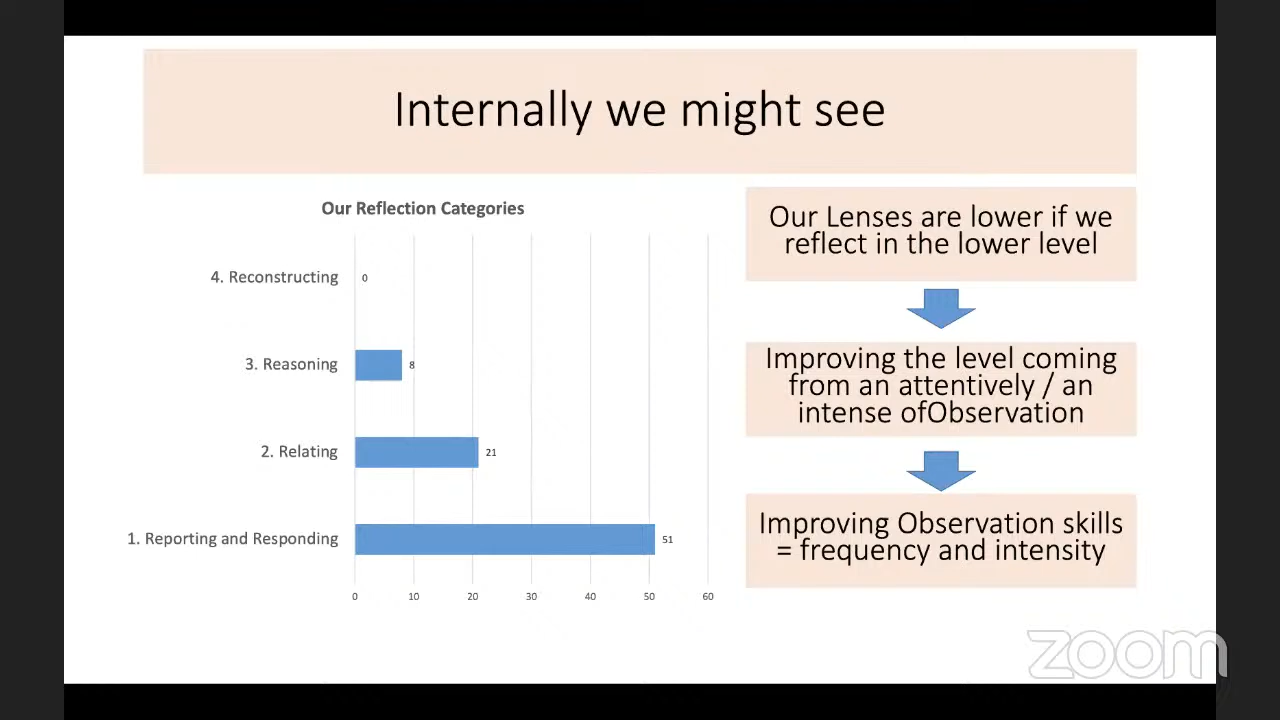 Internally we might see
Our Reflection Categories
4. Reconstructing
0
3. Reasoning
8
2. Relating
21
1. Reporting and Responding
51
0 10 20 30 40 50 60
Our Lenses are lower if we
reflect in the lower level
Improving the level coming
from an attentively / an
intense ofObservation
Improving Observation skills
= frequency and intensity
zoom